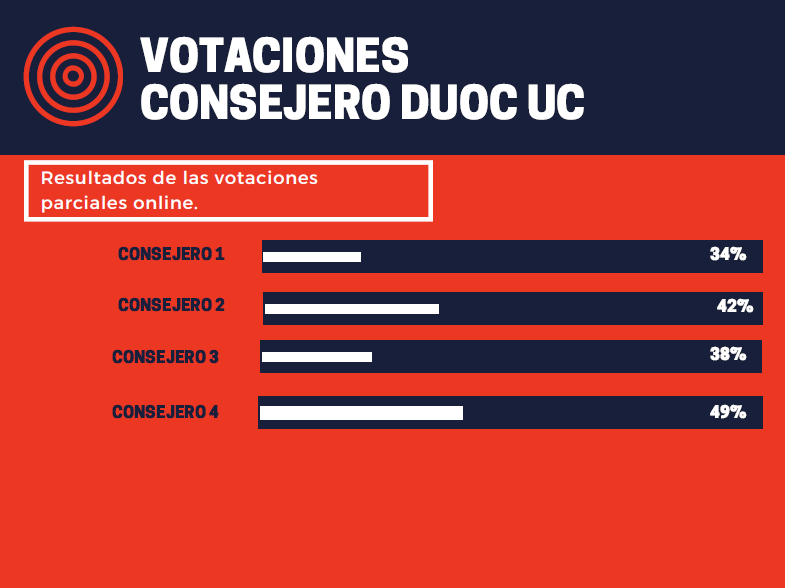 VOTACIONES
CONSEJERO DUOC UC
Resultados de las votaciones
parciales online.
CONSEJERO 1 34%
CONSEJERO 2 42%
CONSEJERO 3 38%
CONSEJERO 4 49%